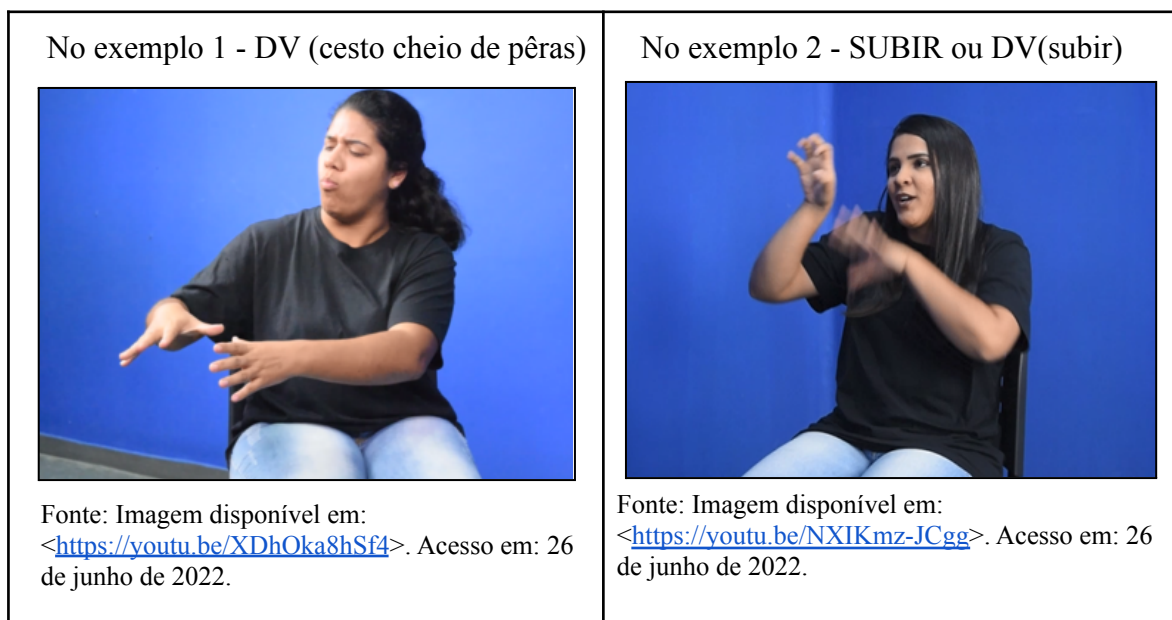 No exemplo 1 - DV (cesto cheio de pêras)
Fonte: Imagem disponível em:
<https://youtu.be/XDhOka8hSf4>. Acesso em: 26
de junho de 2022.
No exemplo 2 - SUBIR ou DV(subir)
Fonte: Imagem disponível em:
<https://youtu.be/NXIKmz-JCgg>. Acesso em: 26
de junho de 2022.